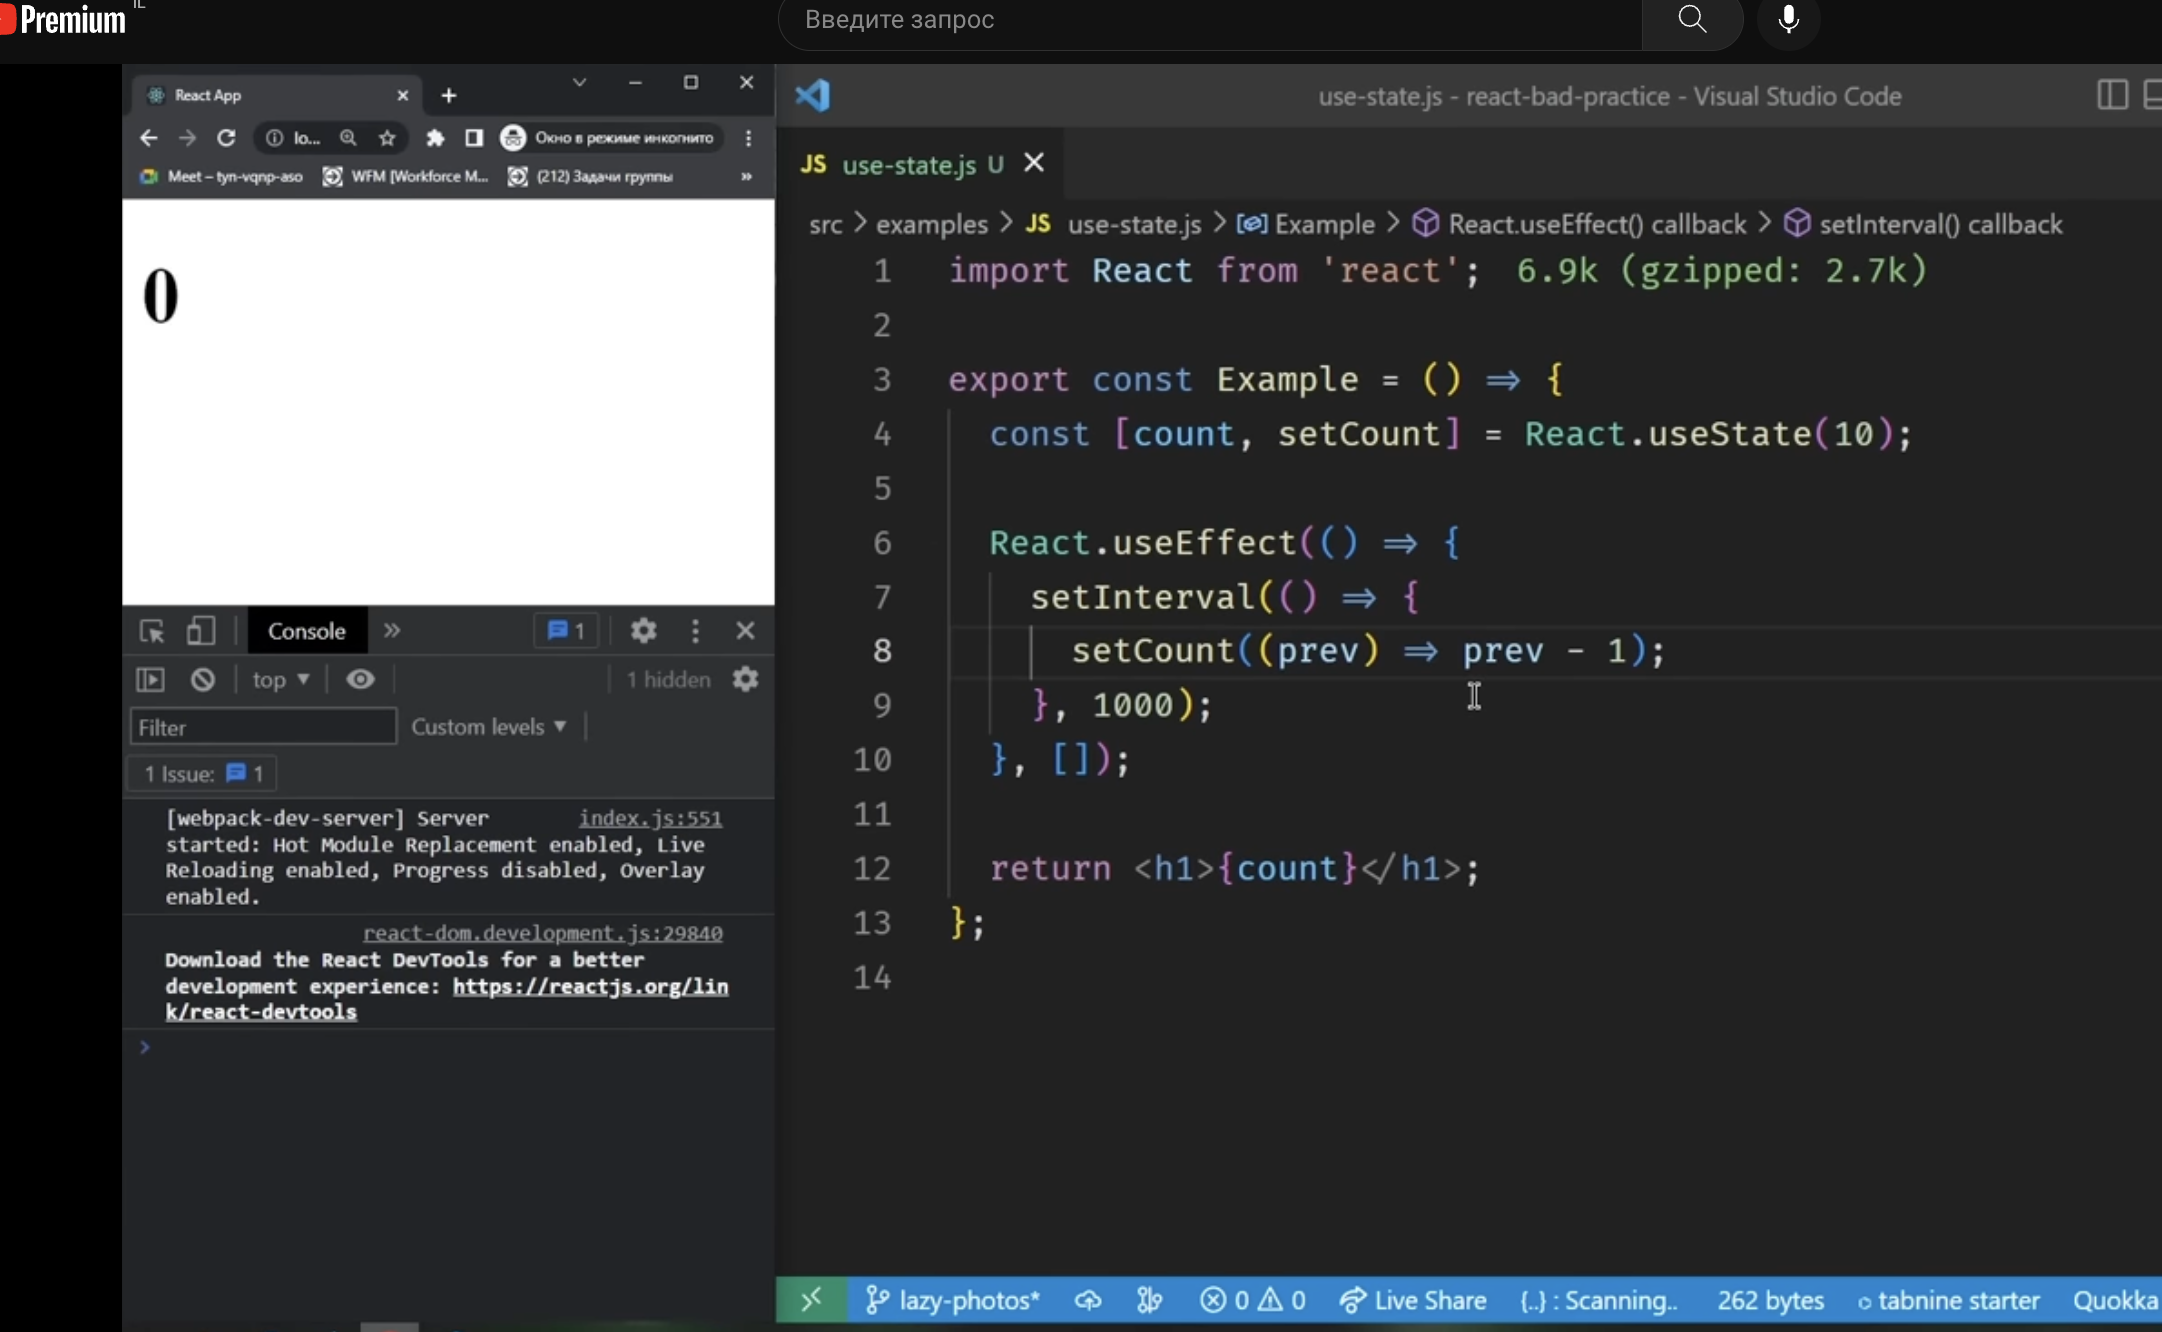 Premium IL
Введите запрос
React App
lo...
Окно в режиме инкогнито
Meet – tyn-vqnp-aso
WFM [Workforce M...
(212) Задачи группы
»
0
Console
»
1
top ▼
1 hidden
Filter
Custom levels ▼
1 Issue: 1
[webpack-dev-server] Server index.js:551
started: Hot Module Replacement enabled, Live
Reloading enabled, Progress disabled, Overlay
enabled.
react-dom.development.js:29840
Download the React DevTools for a better
development experience: https://reactjs.org/lin
k/react-devtools
use-state.js - react-bad-practice - Visual Studio Code
JS use-state.js U
src > examples > JS use-state.js > Example > React.useEffect() callback > setInterval() callback
1 import React from 'react'; 6.9k (gzipped: 2.7k)
2
3 export const Example = () => {
4 const [count, setCount] = React.useState(10);
5
6 React.useEffect(() => {
7 setInterval(() => {
8 setCount((prev) => prev - 1);
9 }, 1000);
10 }, []);
11
12 return <h1>{count}</h1>;
13 };
14
lazy-photos* 0 0 Live Share {..} : Scanning.. 262 bytes tabnine starter Quokka